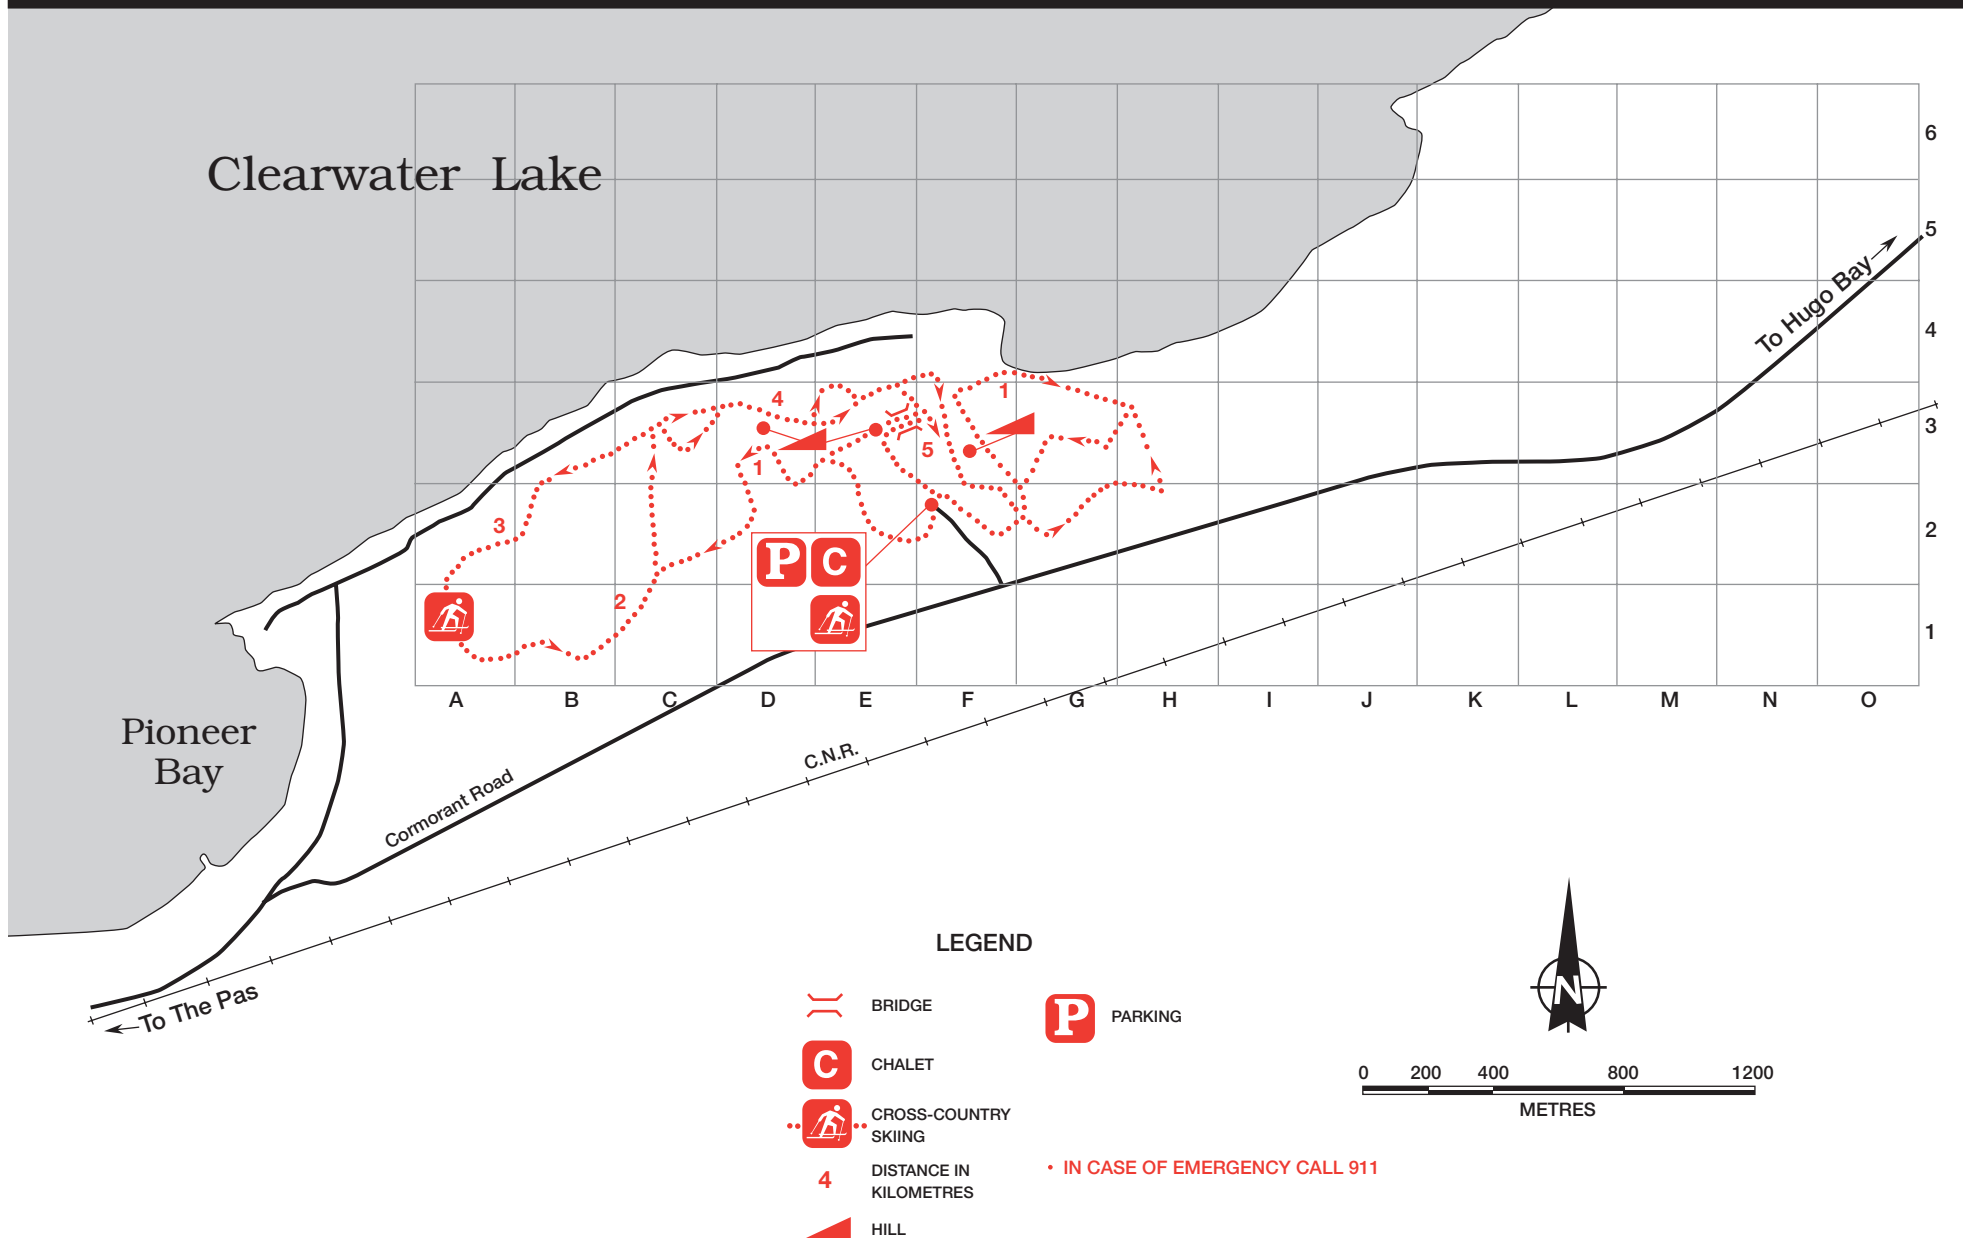 Clearwater Lake
6
5
4
3
2
1
To Hugo Bay
1
4
5
1
3
2
P C
A B C D E F G H I J K L M N O
Pioneer
Bay
C.N.R.
Cormorant Road
To The Pas
LEGEND
BRIDGE
P PARKING
C CHALET
CROSS-COUNTRY
SKIING
4 DISTANCE IN
KILOMETRES
HILL
• IN CASE OF EMERGENCY CALL 911
N
0 200 400 800 1200
METRES